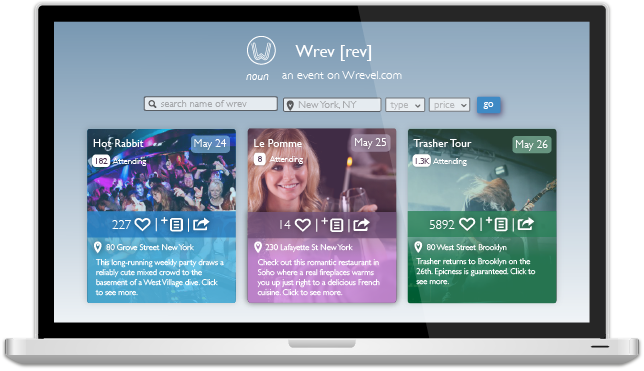 Wrev [rev]
noun an event on Wrevel.com
search name of wrev New York, NY type price go
Hot Rabbit May 24
182 Attending
227
80 Grove Street New York
This long-running weekly party draws a
reliably cute mixed crowd to the
basement of a West Village dive. Click
to see more.
Le Pomme May 25
8 Attending
14
230 Lafayette St New York
Check out this romantic restaurant in
Soho where a real fireplaces warms
you up just right to a delicious French
cuisine. Click to see more.
Trasher Tour May 26
1.3K Attending
5892
80 West Street Brooklyn
Trasher returns to Brooklyn on the
26th. Epicness is guaranteed. Click to
see more.